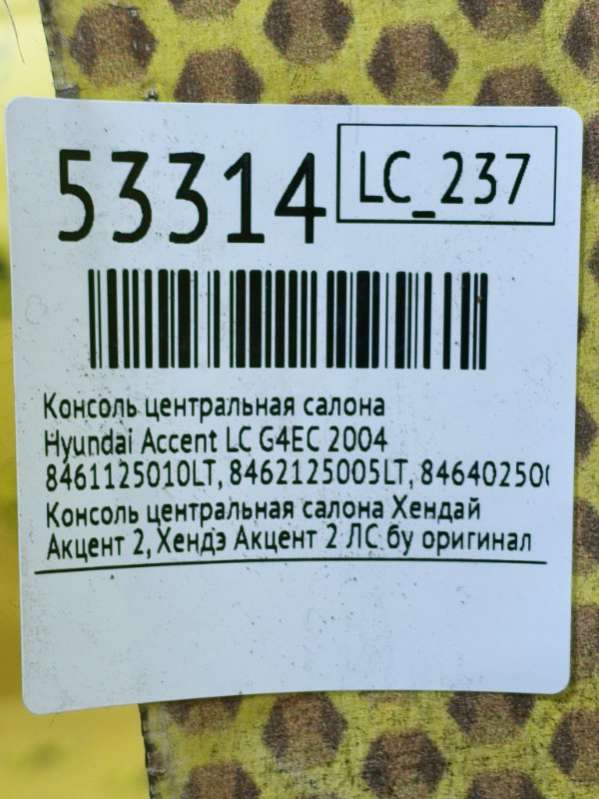 53314
LC_237
Консоль центральная салона
Hyundai Accent LC G4EC 2004
8461125010LT, 8462125005LT, 84640250
Консоль центральная салона Хендай
Акцент 2, Хендэ Акцент 2 ЛС бу оригинал